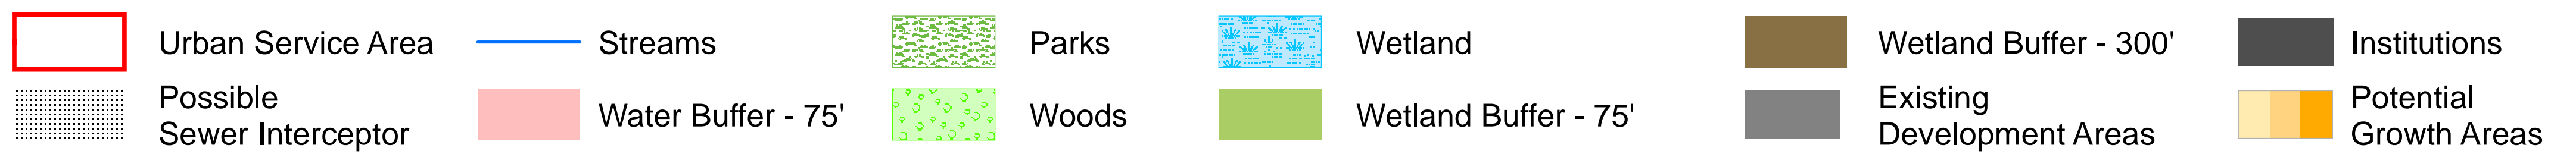 Urban Service Area
Streams
Parks
Wetland
Wetland Buffer - 300'
Institutions
Possible
Sewer Interceptor
Water Buffer - 75'
Woods
Wetland Buffer - 75'
Existing
Development Areas
Potential
Growth Areas